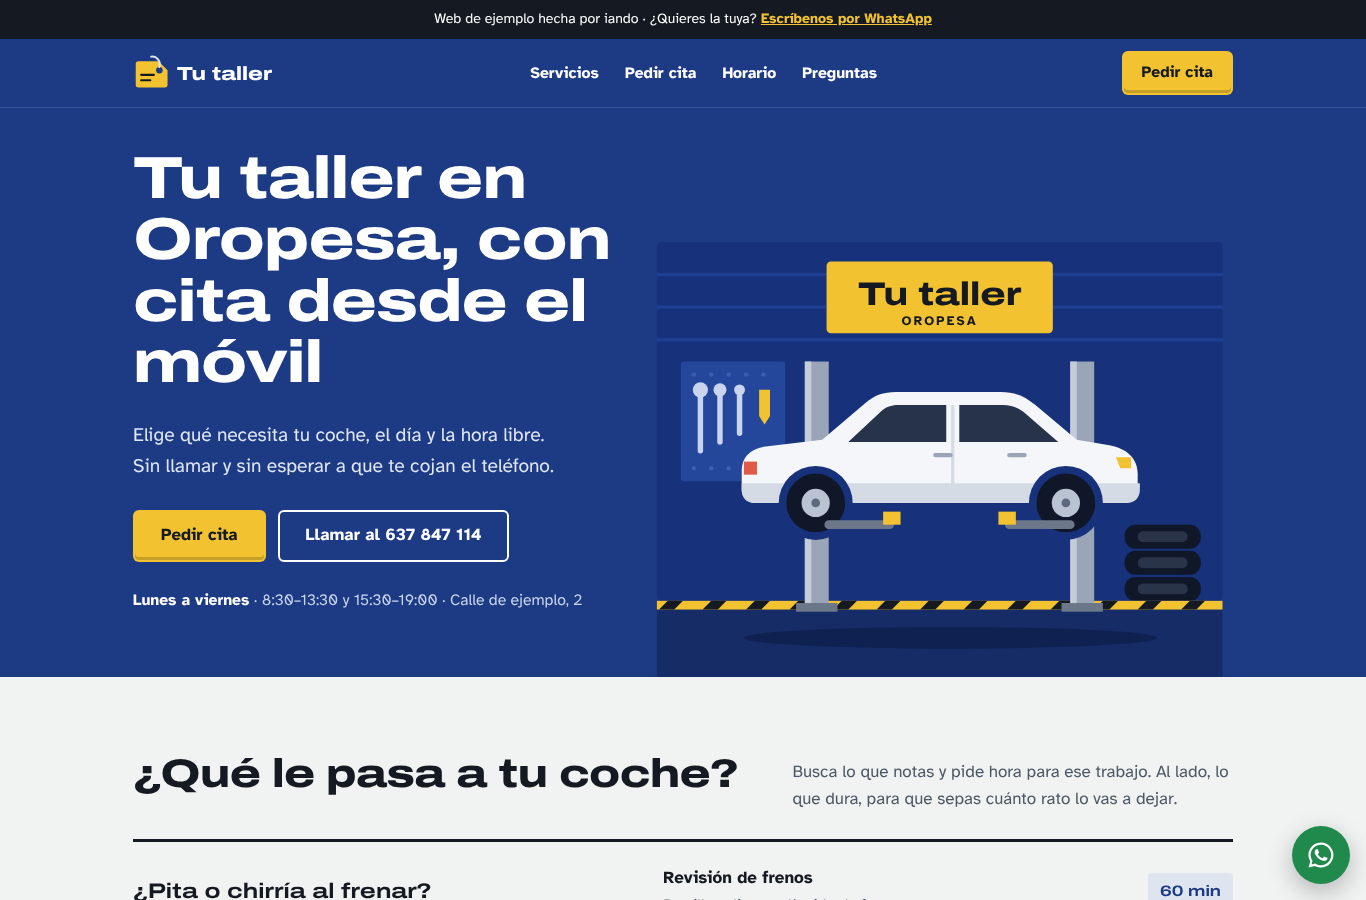 Web de ejemplo hecha por iando · ¿Quieres la tuya? Escríbenos por WhatsApp
Tu taller
Servicios
Pedir cita
Horario
Preguntas
Pedir cita
Tu taller en
Oropesa, con
cita desde el
móvil
Elige qué necesita tu coche, el día y la hora libre.
Sin llamar y sin esperar a que te cojan el teléfono.
Pedir cita
Llamar al 637 847 114
Lunes a viernes · 8:30–13:30 y 15:30–19:00 · Calle de ejemplo, 2
Tu taller
OROPESA
¿Qué le pasa a tu coche?
Busca lo que notas y pide hora para ese trabajo. Al lado, lo
que dura, para que sepas cuánto rato lo vas a dejar.
¿Pita o chirría al frenar?
Revisión de frenos
60 min